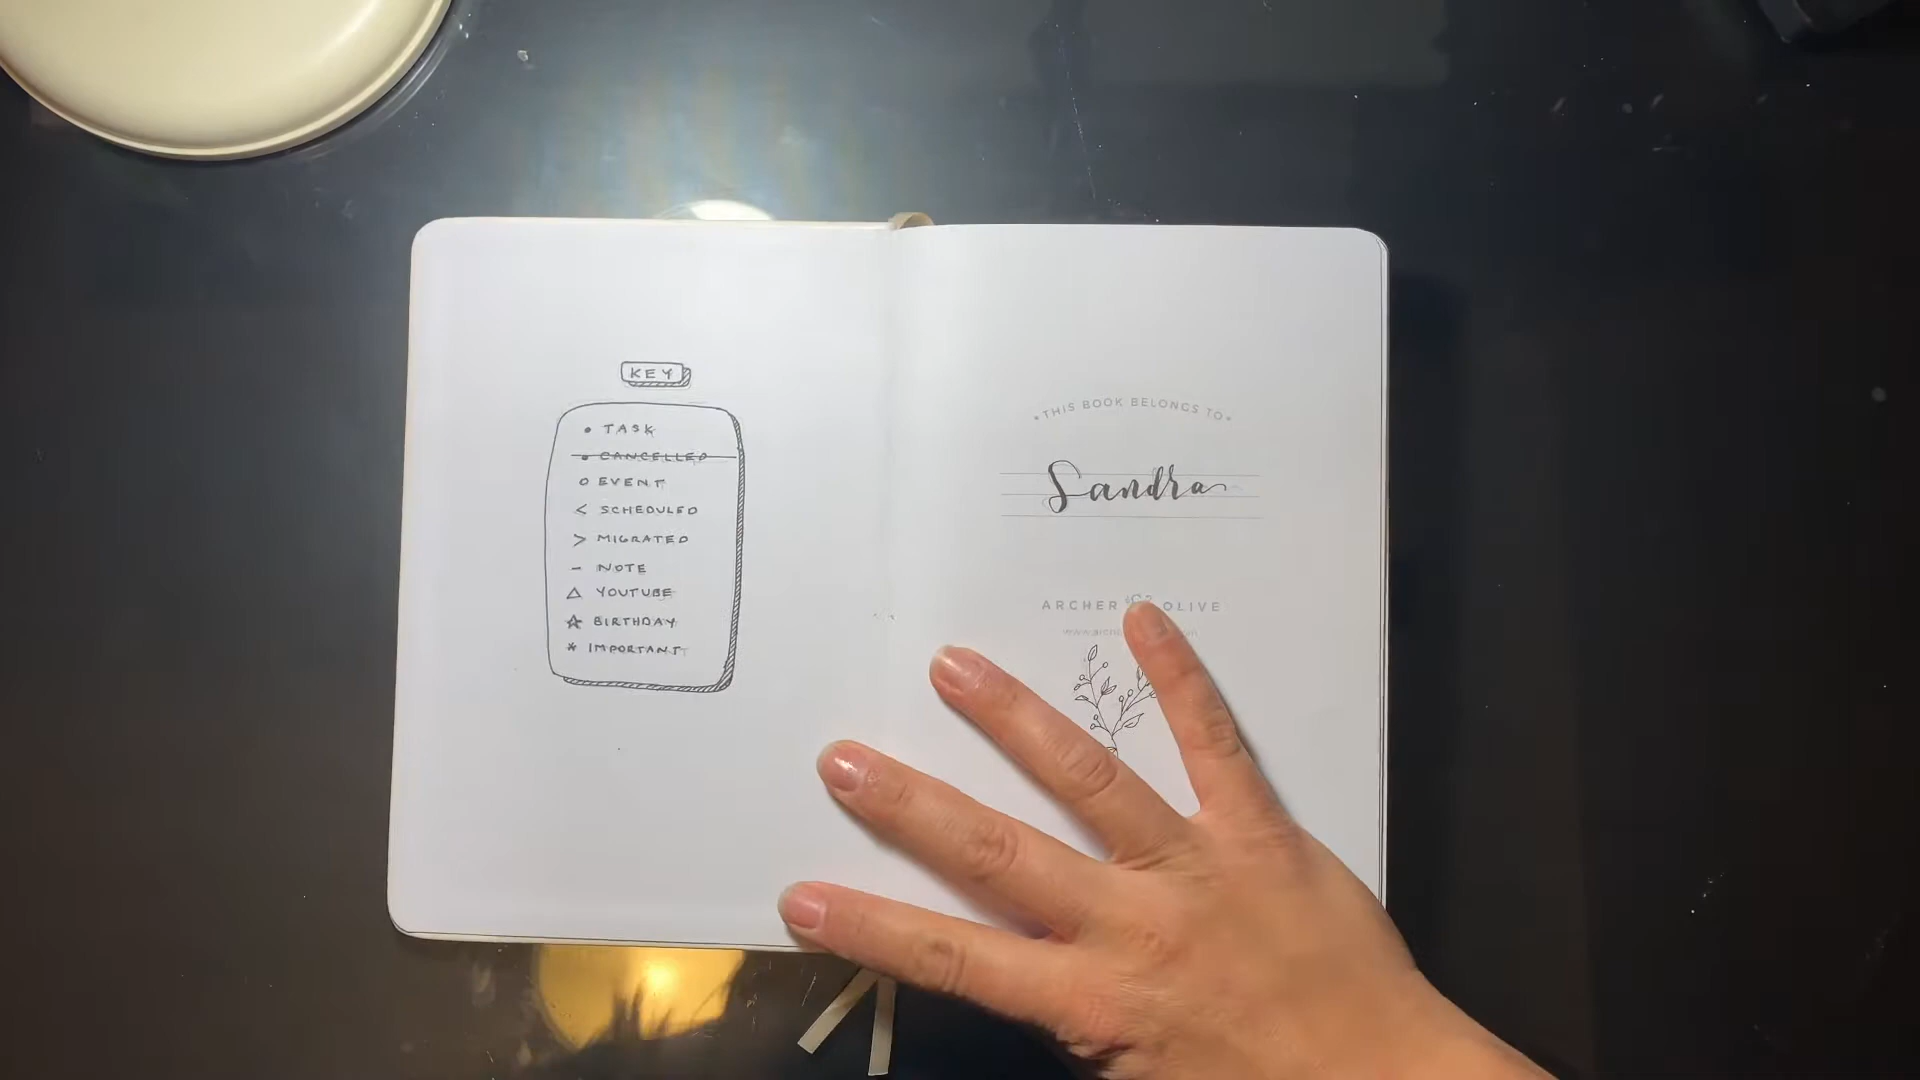 KEY
• TASK
• CANCELLED
o EVENT
< SCHEDULED
> MIGRATED
– NOTE
△ YOUTUBE
☆ BIRTHDAY
* IMPORTANT
•THIS BOOK BELONGS TO•
Sandra
ARCHER OLIVE